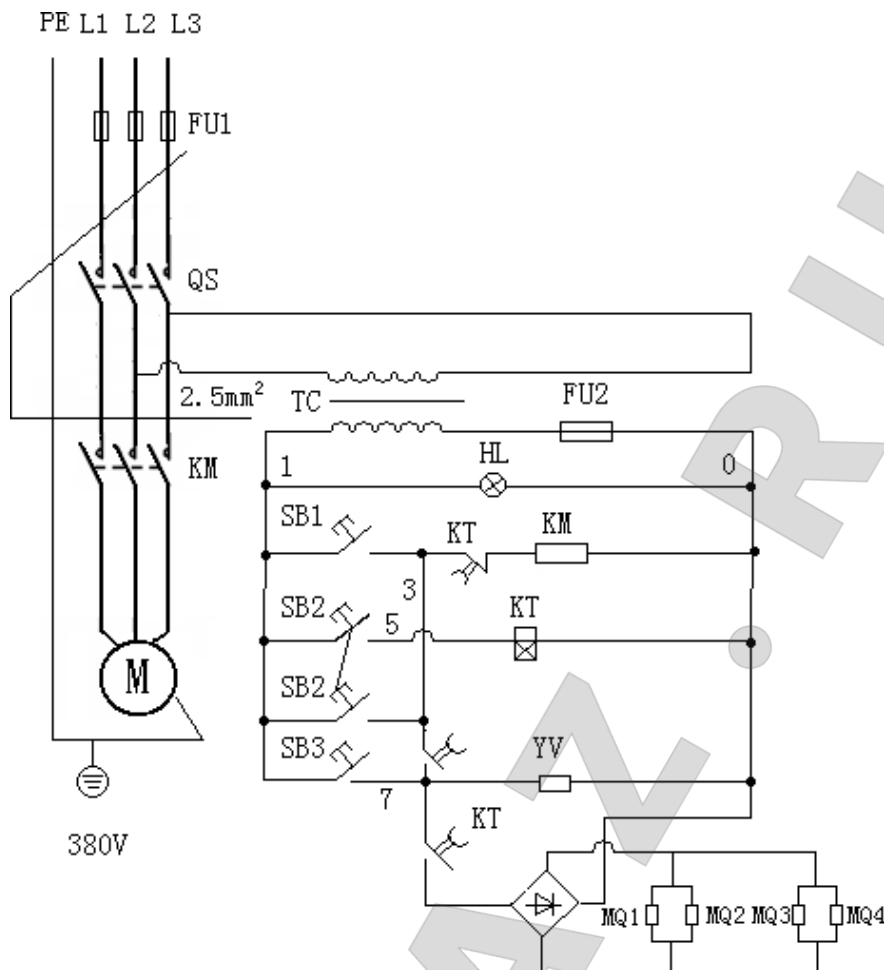 PE L1 L2 L3
FU1
QS
2.5mm²
TC
FU2
HL
1
0
KM
SB1
KT
KM
3
SB2
5
KT
M
SB2
SB3
YV
7
KT
380V
MQ1
MQ2
MQ3
MQ4